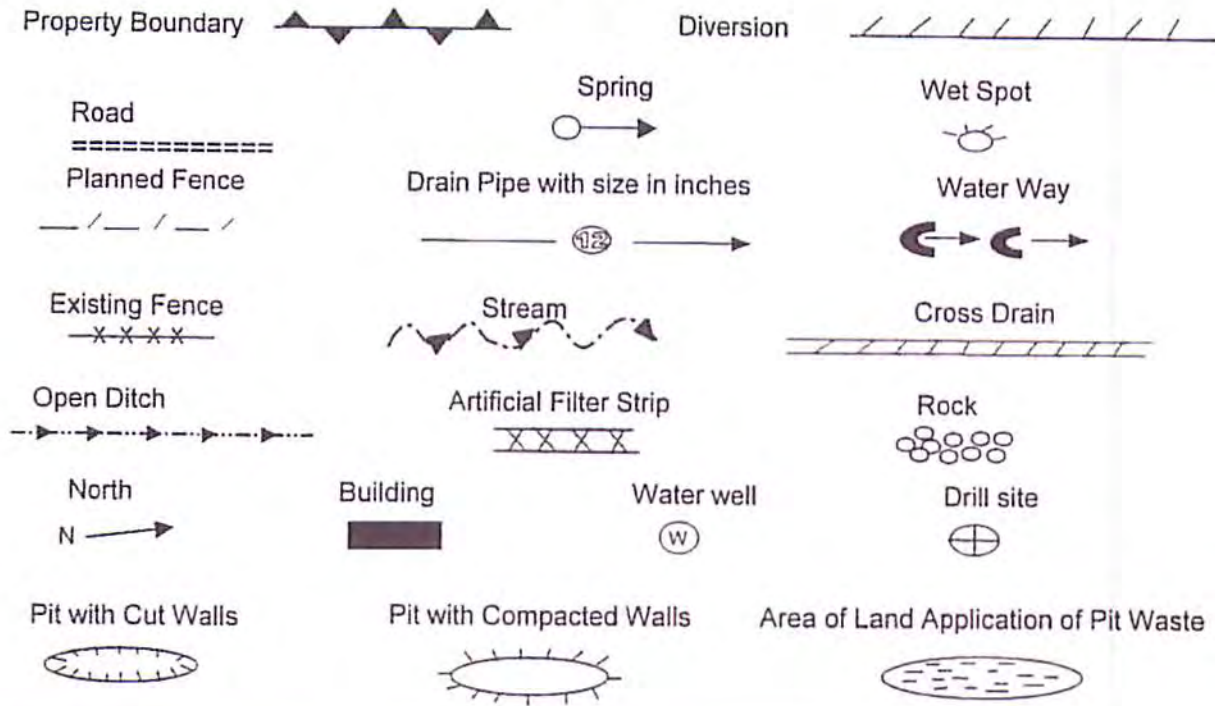 Property Boundary
Diversion
Road
Spring
Wet Spot
Planned Fence
Drain Pipe with size in inches
12
Water Way
Existing Fence
Stream
Cross Drain
Open Ditch
Artificial Filter Strip
Rock
North
N
Building
Water well
W
Drill site
Pit with Cut Walls
Pit with Compacted Walls
Area of Land Application of Pit Waste